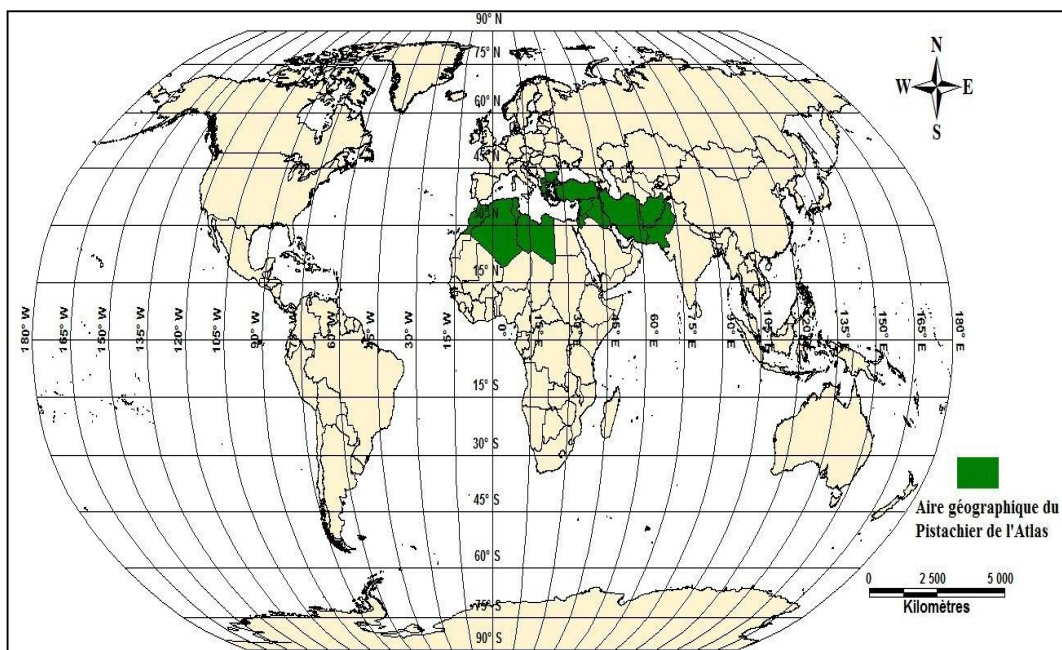 90° N
75° N
60° N
45° N
30° N
15° N
180° W
165° W
150° W
135° W
120° W
105° W
90° W
75° W
60° W
45° W
30° W
15° W
0°
15° E
30° E
45° E
60° E
75° E
90° E
105° E
120° E
135° E
150° E
165° E
180° E
15° S
30° S
45° S
60° S
75° S
90° S
N
W E
S
Aire géographique du
Pistachier de l'Atlas
0 2 500 5 000
Kilomètres